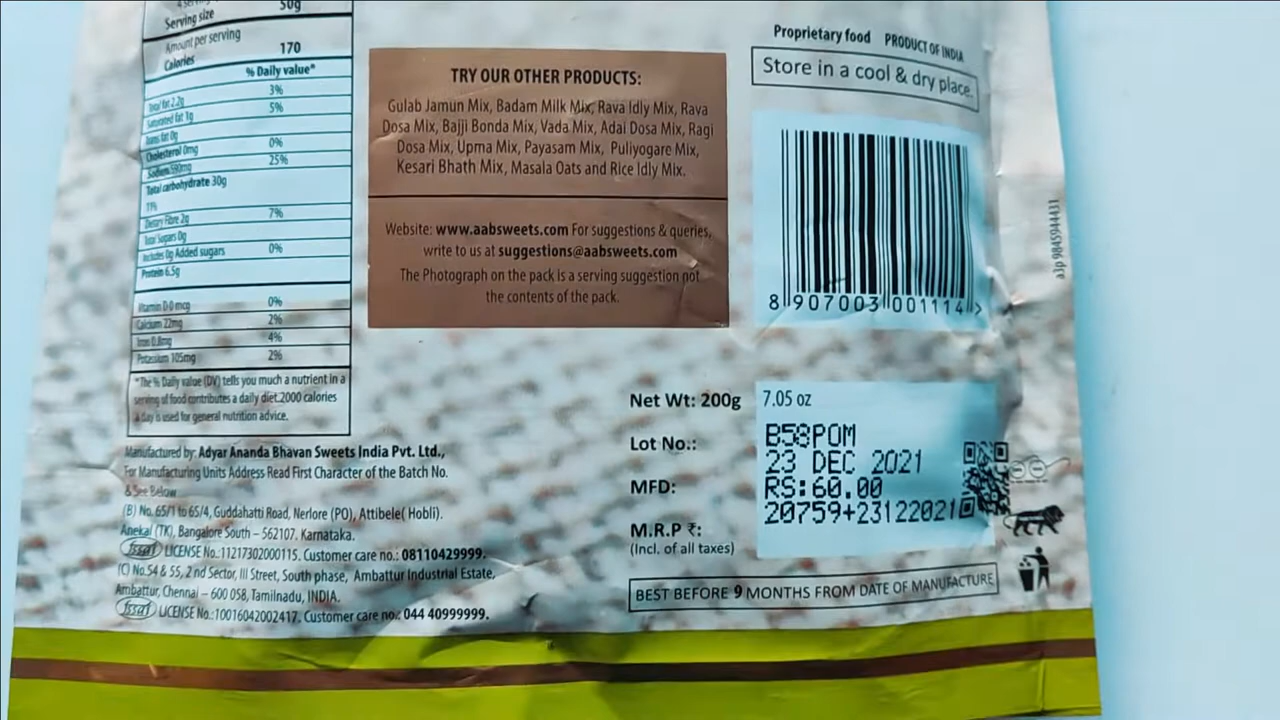 Serving size
50g
Amount per serving
Calories
170
% Daily value*
Total fat 2.2g 3%
Saturated fat 1g 5%
Trans fat 0g
Cholesterol 0mg 0%
Sodium 590mg 25%
Total carbohydrate 30g
11%
Dietary Fibre 2g 7%
Total Sugars 0g
Includes 0g Added sugars 0%
Protein 6.5g
Vitamin D 0 mcg 0%
Calcium 22mg 2%
Iron 0.8mg 4%
Potassium 105mg 2%
*The % Daily value (DV) tells you much a nutrient in a
serving of food contributes a daily diet.2000 calories
a day is used for general nutrition advice.
Manufactured by: Adyar Ananda Bhavan Sweets India Pvt. Ltd.,
For Manufacturing Units Address Read First Character of the Batch No.
& See Below
(B) No. 65/1 to 65/4, Guddahatti Road, Nerlore (PO), Attibele( Hobli).
Anekal (TK), Bangalore South – 562107. Karnataka.
fssai LICENSE No.:11217302000115. Customer care no.: 08110429999.
(C) No.54 & 55, 2 nd Sector, III Street, South phase, Ambattur Industrial Estate,
Ambattur, Chennai – 600 058, Tamilnadu, INDIA.
fssai LICENSE No.:10016042002417. Customer care no.: 044 40999999.
TRY OUR OTHER PRODUCTS:
Gulab Jamun Mix, Badam Milk Mix, Rava Idly Mix, Rava
Dosa Mix, Bajji Bonda Mix, Vada Mix, Adai Dosa Mix, Ragi
Dosa Mix, Upma Mix, Payasam Mix, Puliyogare Mix,
Kesari Bhath Mix, Masala Oats and Rice Idly Mix.
Website: www.aabsweets.com For suggestions & queries,
write to us at suggestions@aabsweets.com
The Photograph on the pack is a serving suggestion not
the contents of the pack.
Proprietary food PRODUCT OF INDIA
Store in a cool & dry place.
8 907003 001114 >
a3p 9845944431
Net Wt: 200g 7.05 oz
Lot No.: B58POM
MFD: 23 DEC 2021
M.R.P ₹: RS:60.00
(Incl. of all taxes)
20759+23122021
BEST BEFORE 9 MONTHS FROM DATE OF MANUFACTURE